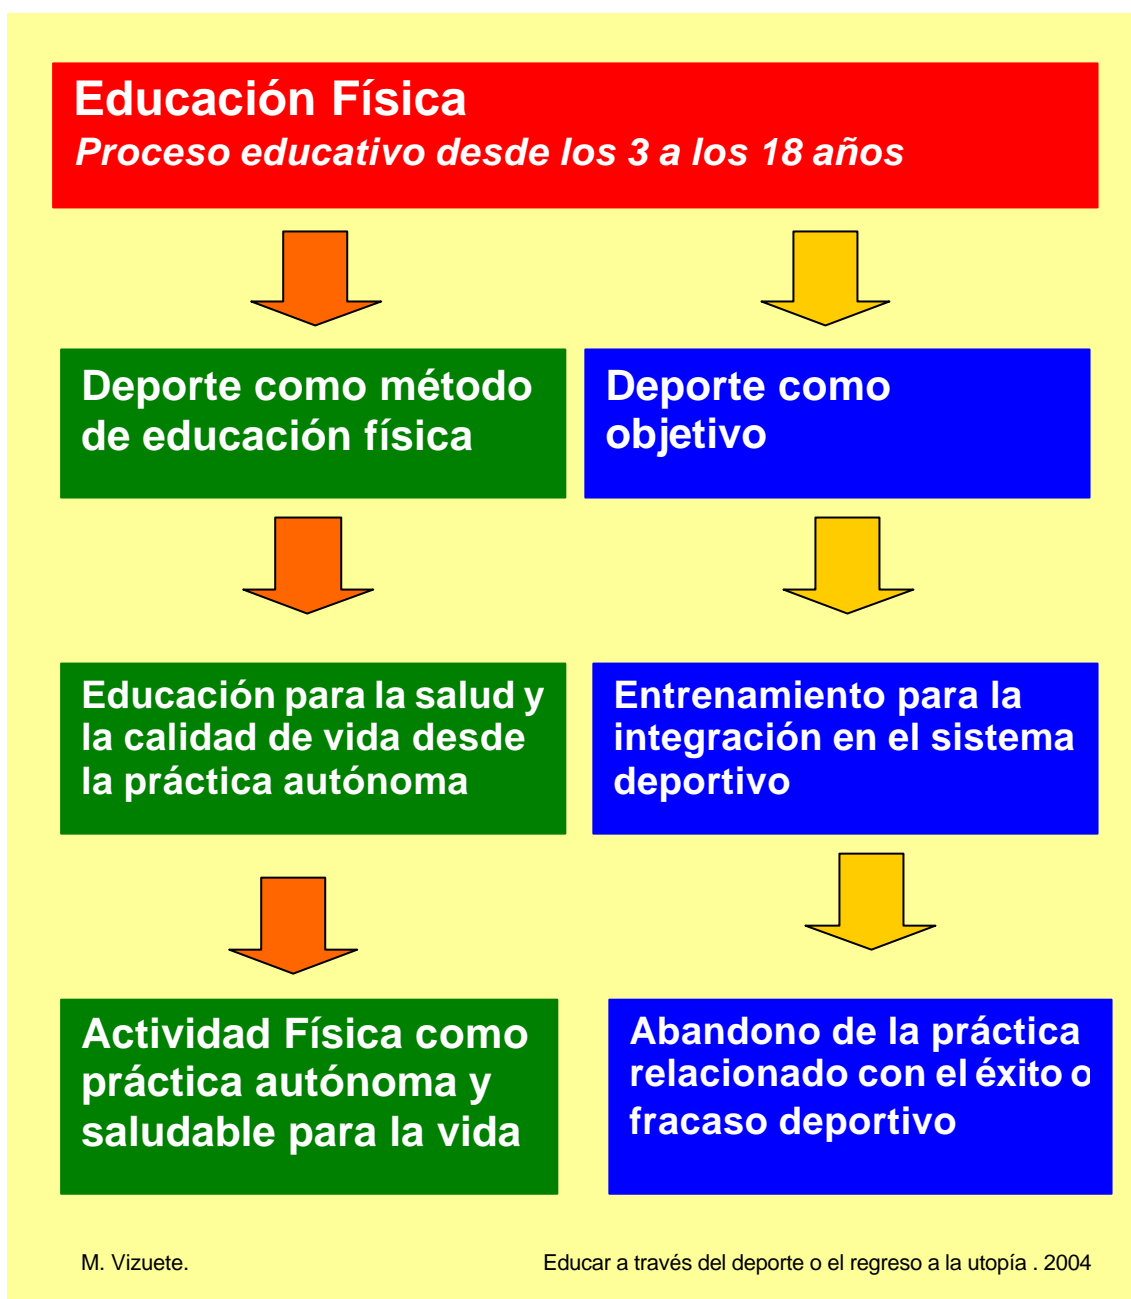 Educación Física
Proceso educativo desde los 3 a los 18 años
Deporte como método
de educación física
Deporte como
objetivo
Educación para la salud y
la calidad de vida desde
la práctica autónoma
Entrenamiento para la
integración en el sistema
deportivo
Actividad Física como
práctica autónoma y
saludable para la vida
Abandono de la práctica
relacionado con el éxito o
fracaso deportivo
M. Vizuete.
Educar a través del deporte o el regreso a la utopía . 2004